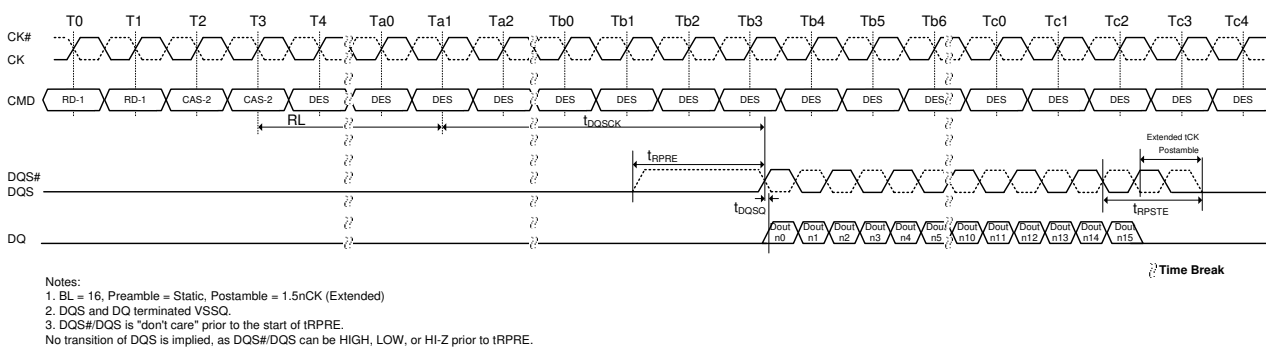 T0 T1 T2 T3 T4 Ta0 Ta1 Ta2 Tb0 Tb1 Tb2 Tb3 Tb4 Tb5 Tb6 Tc0 Tc1 Tc2 Tc3 Tc4
CK#
CK
CMD RD-1 RD-1 CAS-2 CAS-2 DES DES DES DES DES DES DES DES DES DES DES DES DES DES DES DES
RL tDQSCK
Extended tCK
Postamble
tRPRE
DQS#
DQS
tDQSQ tRPSTE
DQ Dout n0 Dout n1 Dout n2 Dout n3 Dout n4 Dout n5 Dout n10 Dout n11 Dout n12 Dout n13 Dout n14 Dout n15
Time Break
Notes:
1. BL = 16, Preamble = Static, Postamble = 1.5nCK (Extended)
2. DQS and DQ terminated VSSQ.
3. DQS#/DQS is "don't care" prior to the start of tRPRE.
No transition of DQS is implied, as DQS#/DQS can be HIGH, LOW, or HI-Z prior to tRPRE.